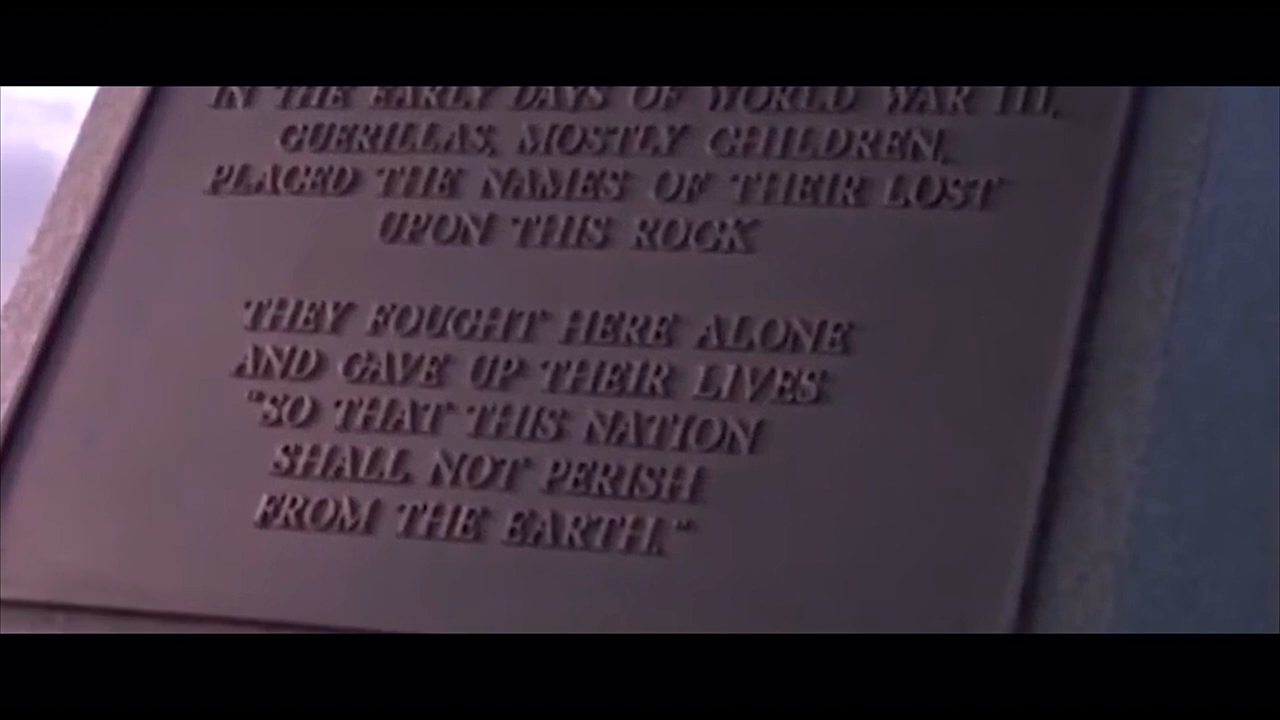 IN THE EARLY DAYS OF WORLD WAR III,
GUERILLAS, MOSTLY CHILDREN,
PLACED THE NAMES OF THEIR LOST
UPON THIS ROCK
THEY FOUGHT HERE ALONE
AND GAVE UP THEIR LIVES
"SO THAT THIS NATION
SHALL NOT PERISH
FROM THE EARTH."